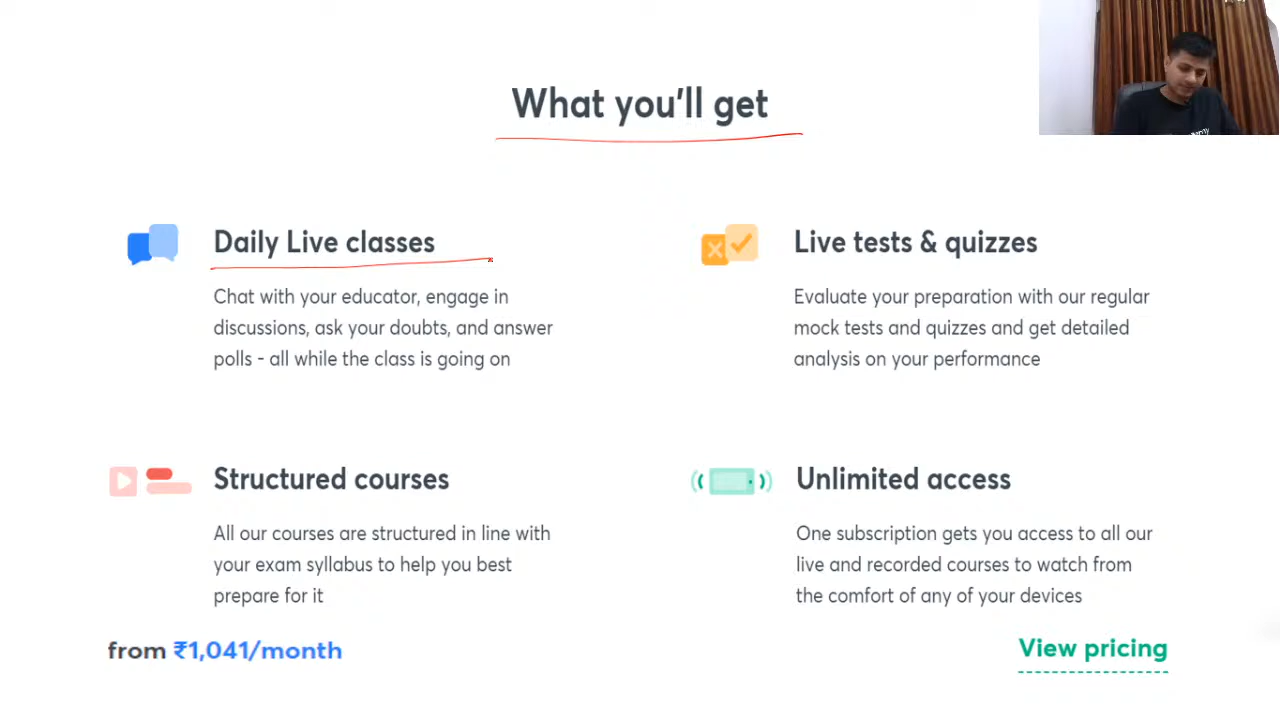 What you'll get
Daily Live classes
Chat with your educator, engage in
discussions, ask your doubts, and answer
polls - all while the class is going on
Live tests & quizzes
Evaluate your preparation with our regular
mock tests and quizzes and get detailed
analysis on your performance
Structured courses
All our courses are structured in line with
your exam syllabus to help you best
prepare for it
Unlimited access
One subscription gets you access to all our
live and recorded courses to watch from
the comfort of any of your devices
from ₹1,041/month
View pricing